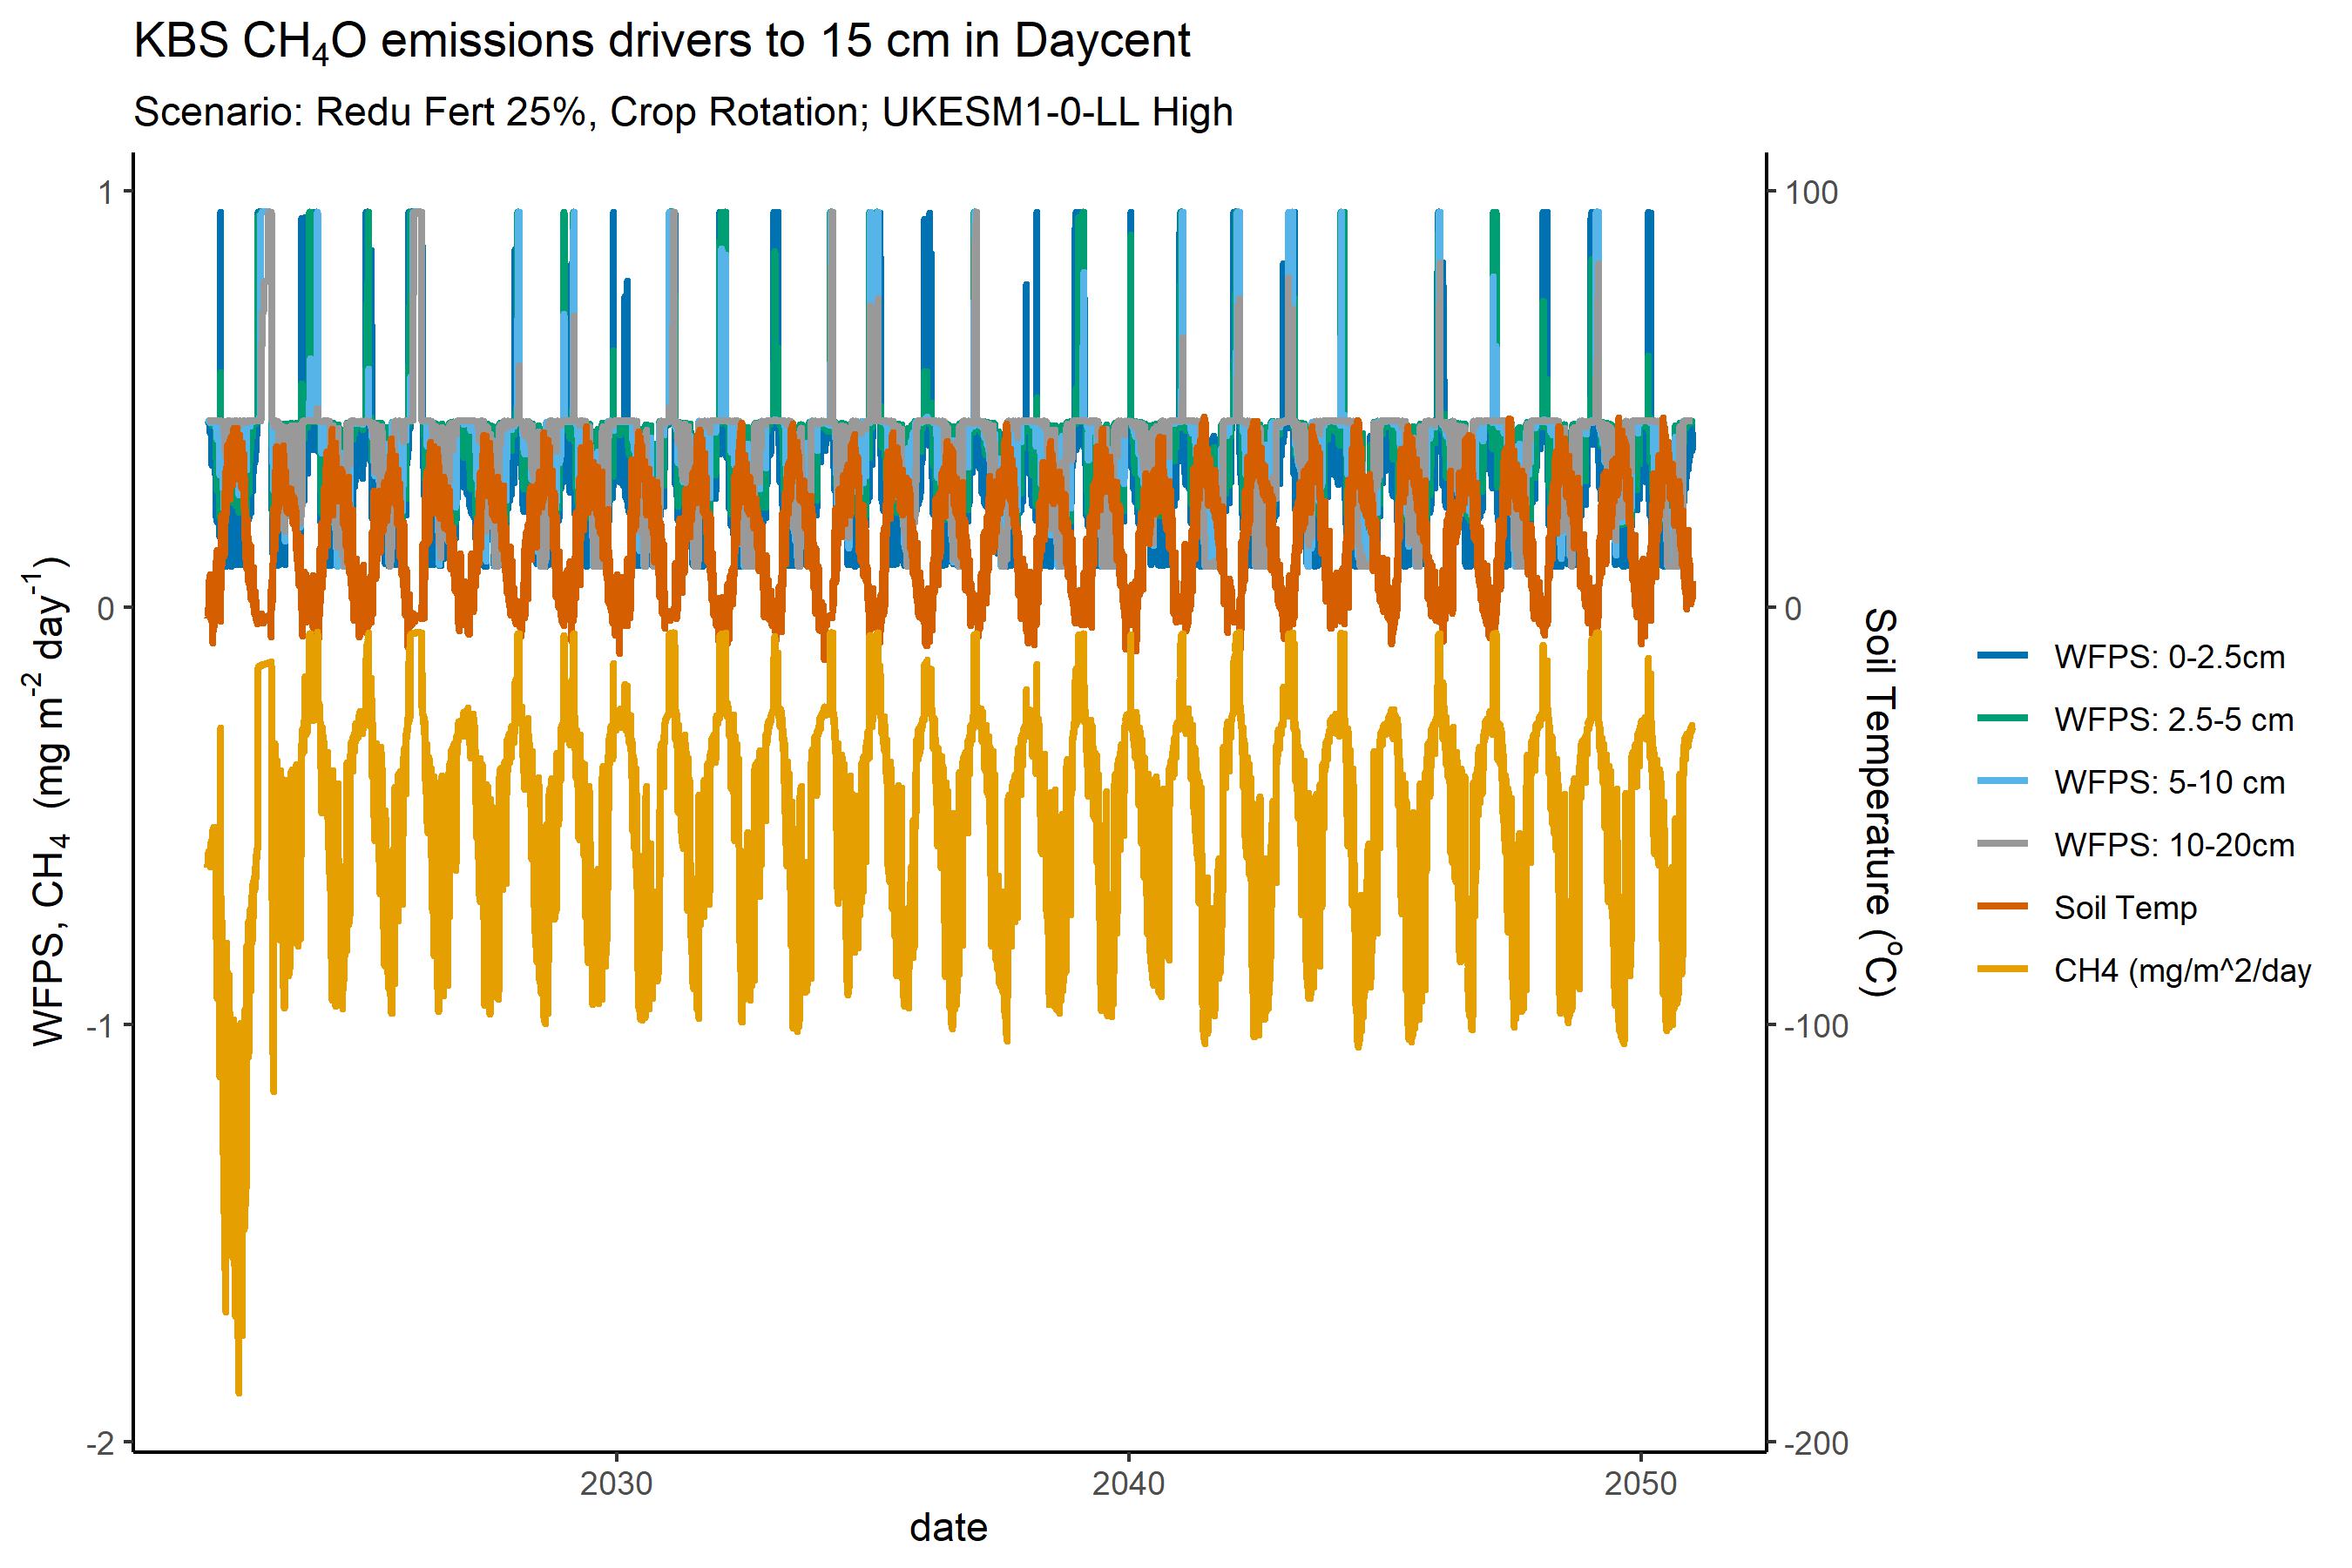 KBS CH₄O emissions drivers to 15 cm in Daycent
Scenario: Redu Fert 25%, Crop Rotation; UKESM1-0-LL High
1
0
-1
-2
WFPS, CH₄ (mg m⁻² day⁻¹)
100
0
-100
-200
Soil Temperature (°C)
2030
2040
2050
date
WFPS: 0-2.5cm
WFPS: 2.5-5 cm
WFPS: 5-10 cm
WFPS: 10-20cm
Soil Temp
CH4 (mg/m^2/day